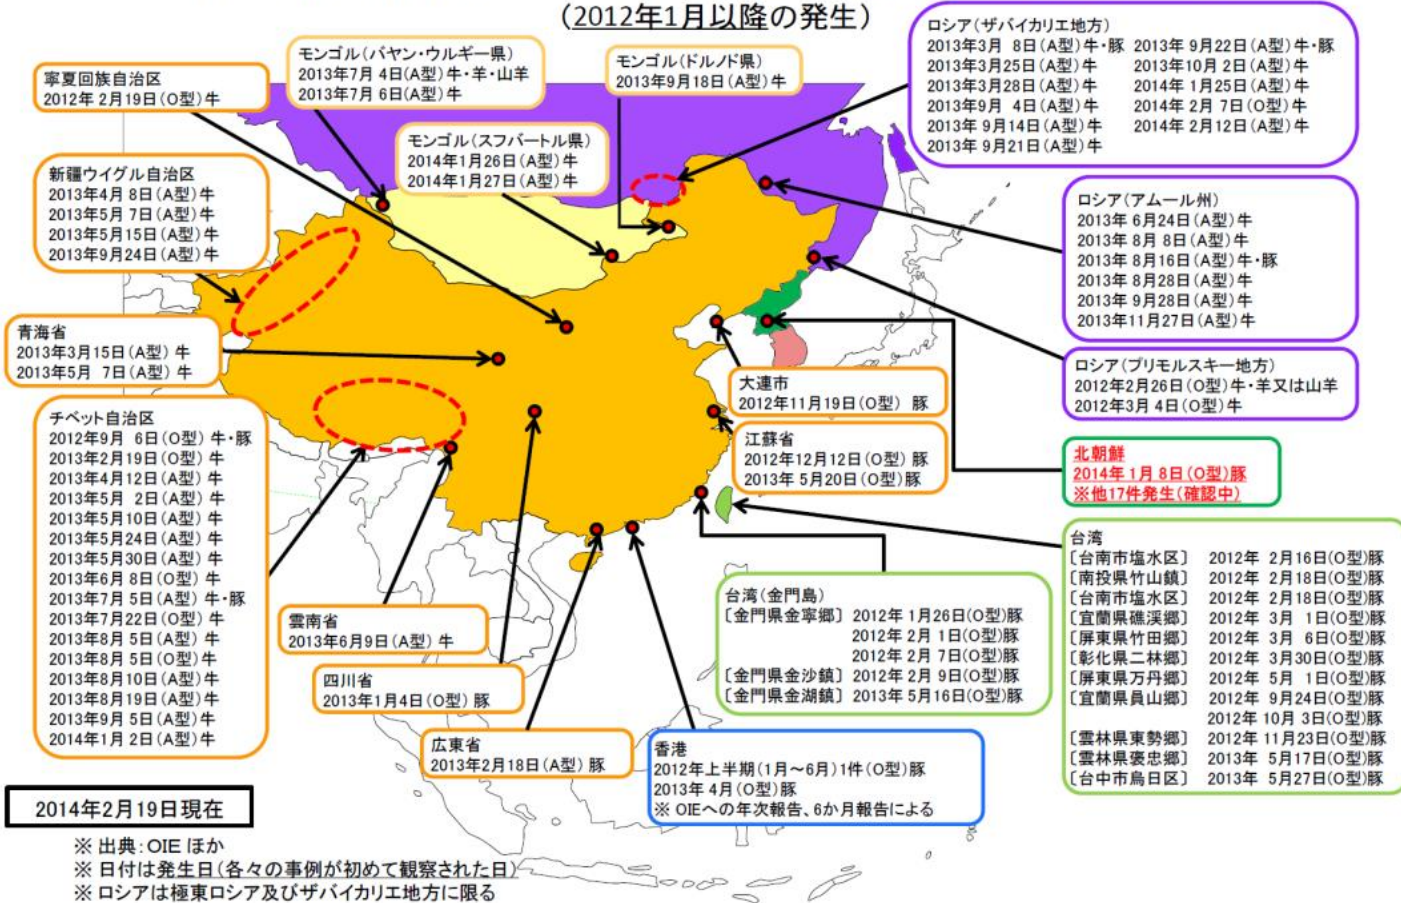 (2012年1月以降の発生)
寧夏回族自治区
2012年 2月19日(O型)牛
モンゴル(バヤン・ウルギー県)
2013年7月 4日(A型)牛・羊・山羊
2013年7月 6日(A型)牛
モンゴル(ドルノド県)
2013年9月18日(A型)牛
モンゴル(スフバートル県)
2014年1月26日(A型)牛
2014年1月27日(A型)牛
ロシア(ザバイカリエ地方)
2013年3月 8日(A型)牛・豚 2013年 9月22日(A型)牛・豚
2013年3月25日(A型)牛 2013年10月 2日(A型)牛
2013年3月28日(A型)牛 2014年 1月25日(A型)牛
2013年9月 4日(A型)牛 2014年 2月 7日(O型)牛
2013年 9月14日(A型)牛 2014年 2月12日(A型)牛
2013年 9月21日(A型)牛
新疆ウイグル自治区
2013年4月 8日(A型)牛
2013年5月 7日(A型)牛
2013年5月15日(A型)牛
2013年9月24日(A型)牛
ロシア(アムール州)
2013年 6月24日(A型)牛
2013年 8月 8日(A型)牛
2013年 8月16日(A型)牛・豚
2013年 8月28日(A型)牛
2013年 9月28日(A型)牛
2013年11月27日(A型)牛
青海省
2013年3月15日(A型) 牛
2013年5月 7日(A型) 牛
ロシア(プリモルスキー地方)
2012年2月26日(O型)牛・羊又は山羊
2012年3月 4日(O型)牛
大連市
2012年11月19日(O型) 豚
江蘇省
2012年12月12日(O型) 豚
2013年 5月20日(O型)豚
北朝鮮
2014年 1月 8日(O型)豚
※他17件発生(確認中)
チベット自治区
2012年9月 6日(O型) 牛・豚
2013年2月19日(O型) 牛
2013年4月12日(A型) 牛
2013年5月 2日(A型) 牛
2013年5月10日(A型) 牛
2013年5月24日(A型) 牛
2013年5月30日(A型) 牛
2013年6月 8日(O型) 牛
2013年7月 5日(A型) 牛・豚
2013年7月22日(O型) 牛
2013年8月 5日(A型) 牛
2013年8月 5日(O型) 牛
2013年8月10日(A型) 牛
2013年8月19日(A型) 牛
2013年9月 5日(A型) 牛
2014年1月 2日(A型) 牛
雲南省
2013年6月9日(A型) 牛
四川省
2013年1月4日(O型) 豚
広東省
2013年2月18日(A型) 豚
台湾(金門島)
〔金門県金寧郷〕 2012年 1月26日(O型)豚
2012年 2月 1日(O型)豚
2012年 2月 7日(O型)豚
〔金門県金沙鎮〕 2012年 2月 9日(O型)豚
〔金門県金湖鎮〕 2013年 5月16日(O型)豚
香港
2012年上半期(1月~6月)1件(O型)豚
2013年 4月(O型)豚
※ OIEへの年次報告、6か月報告による
台湾
〔台南市塩水区〕 2012年 2月16日(O型)豚
〔南投県竹山鎮〕 2012年 2月18日(O型)豚
〔台南市塩水区〕 2012年 2月18日(O型)豚
〔宜蘭県礁渓郷〕 2012年 3月 1日(O型)豚
〔屏東県竹田郷〕 2012年 3月 6日(O型)豚
〔彰化県二林郷〕 2012年 3月30日(O型)豚
〔屏東県万丹郷〕 2012年 5月 1日(O型)豚
〔宜蘭県員山郷〕 2012年 9月24日(O型)豚
2012年 10月 3日(O型)豚
〔雲林県東勢郷〕 2012年 11月23日(O型)豚
〔雲林県褒忠郷〕 2013年 5月17日(O型)豚
〔台中市烏日区〕 2013年 5月27日(O型)豚
2014年2月19日現在
※ 出典:OIE ほか
※ 日付は発生日(各々の事例が初めて観察された日)
※ ロシアは極東ロシア及びザバイカリエ地方に限る